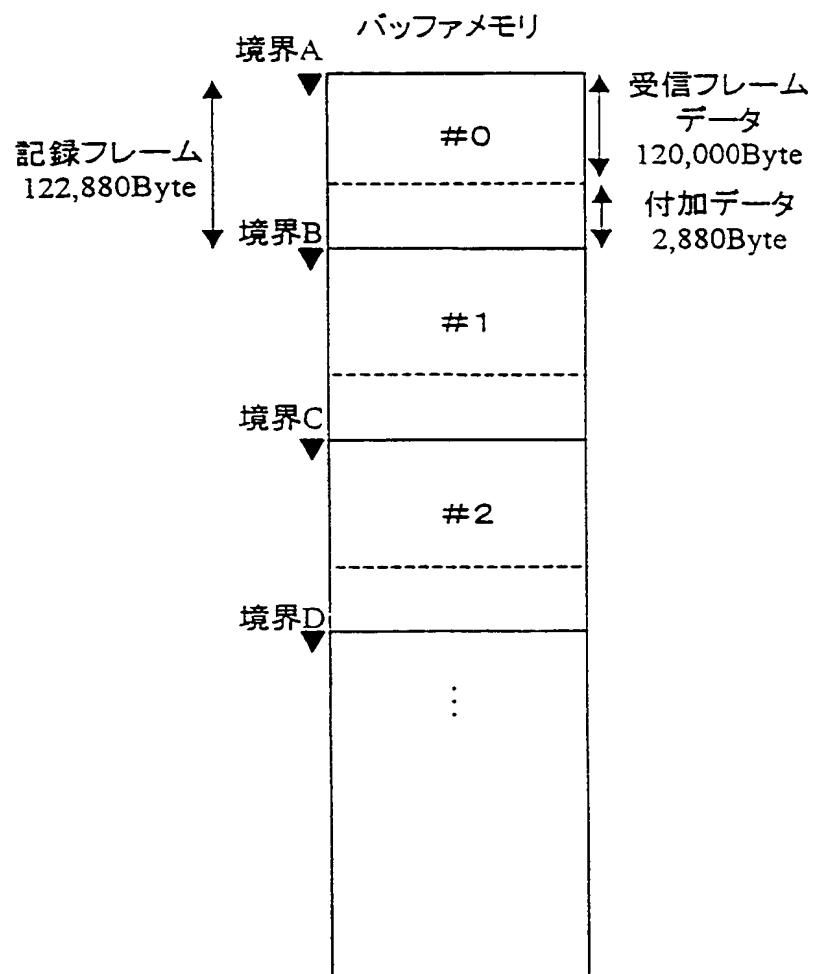 バッファメモリ
境界A
受信フレーム
データ
120,000Byte
#0
記録フレーム
122,880Byte
付加データ
2,880Byte
境界B
#1
境界C
#2
境界D
⋮